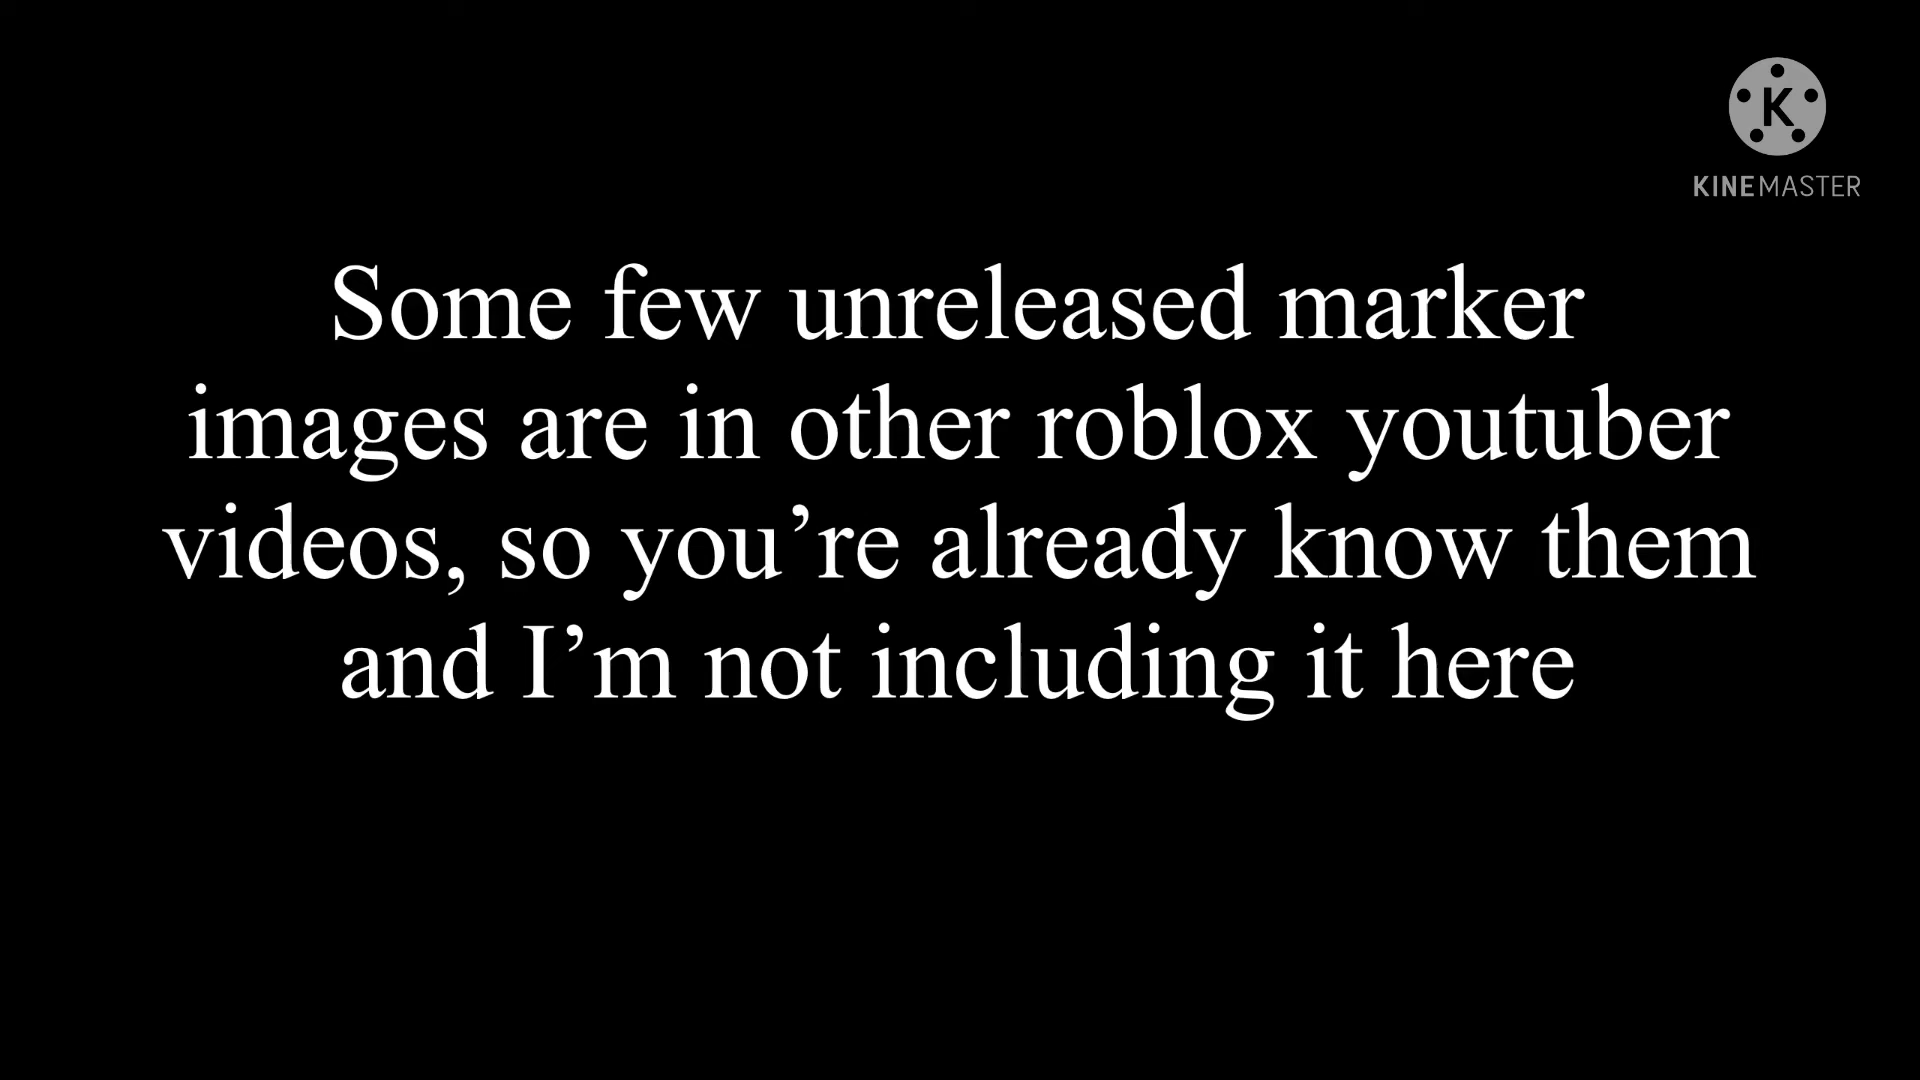 K
KINEMASTER
Some few unreleased marker
images are in other roblox youtuber
videos, so you’re already know them
and I’m not including it here